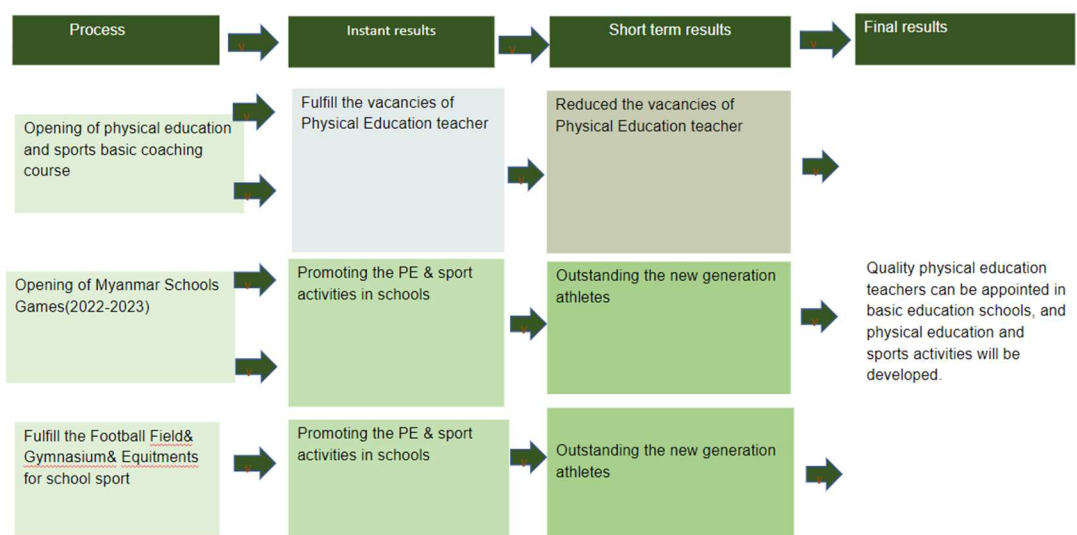 Process
Instant results
Short term results
Final results
Opening of physical education
and sports basic coaching
course
Fulfill the vacancies of
Physical Education teacher
Reduced the vacancies of
Physical Education teacher
Opening of Myanmar Schools
Games(2022-2023)
Promoting the PE & sport
activities in schools
Outstanding the new generation
athletes
Quality physical education
teachers can be appointed in
basic education schools, and
physical education and
sports activities will be
developed.
Fulfill the Football Field&
Gymnasium& Equitments
for school sport
Promoting the PE & sport
activities in schools
Outstanding the new generation
athletes